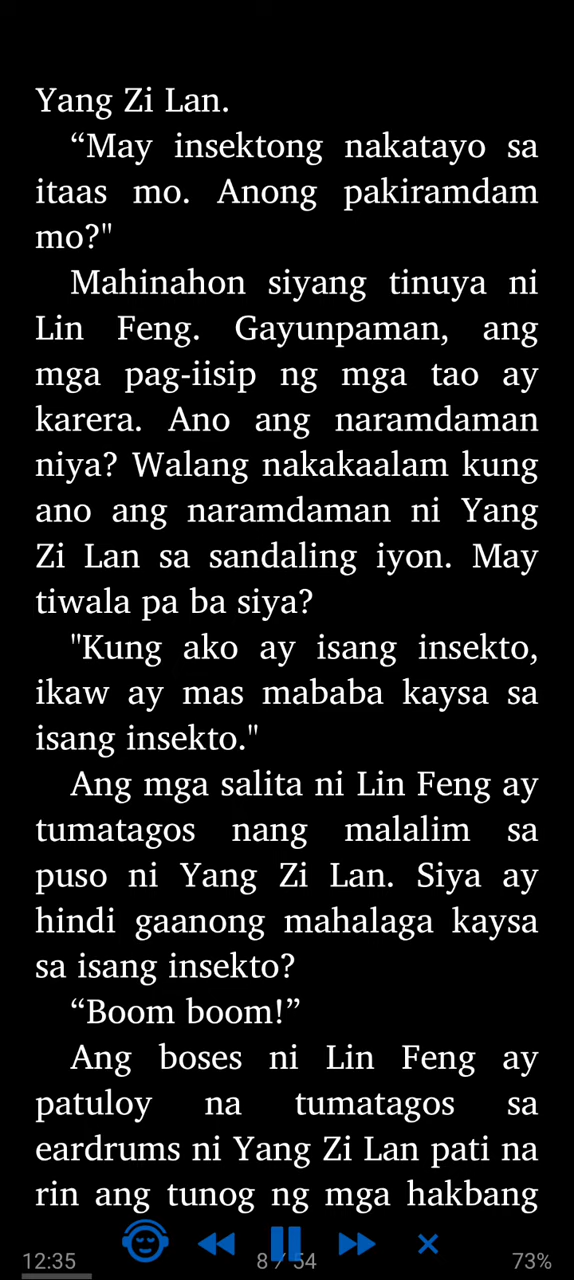 Yang Zi Lan.
“May insektong nakatayo sa
itaas mo. Anong pakiramdam
mo?"
Mahinahon siyang tinuya ni
Lin Feng. Gayunpaman, ang
mga pag-iisip ng mga tao ay
karera. Ano ang naramdaman
niya? Walang nakakaalam kung
ano ang naramdaman ni Yang
Zi Lan sa sandaling iyon. May
tiwala pa ba siya?
"Kung ako ay isang insekto,
ikaw ay mas mababa kaysa sa
isang insekto."
Ang mga salita ni Lin Feng ay
tumatagos nang malalim sa
puso ni Yang Zi Lan. Siya ay
hindi gaanong mahalaga kaysa
sa isang insekto?
“Boom boom!”
Ang boses ni Lin Feng ay
patuloy na tumatagos sa
eardrums ni Yang Zi Lan pati na
rin ang tunog ng mga hakbang
12:35 8 / 54 73%